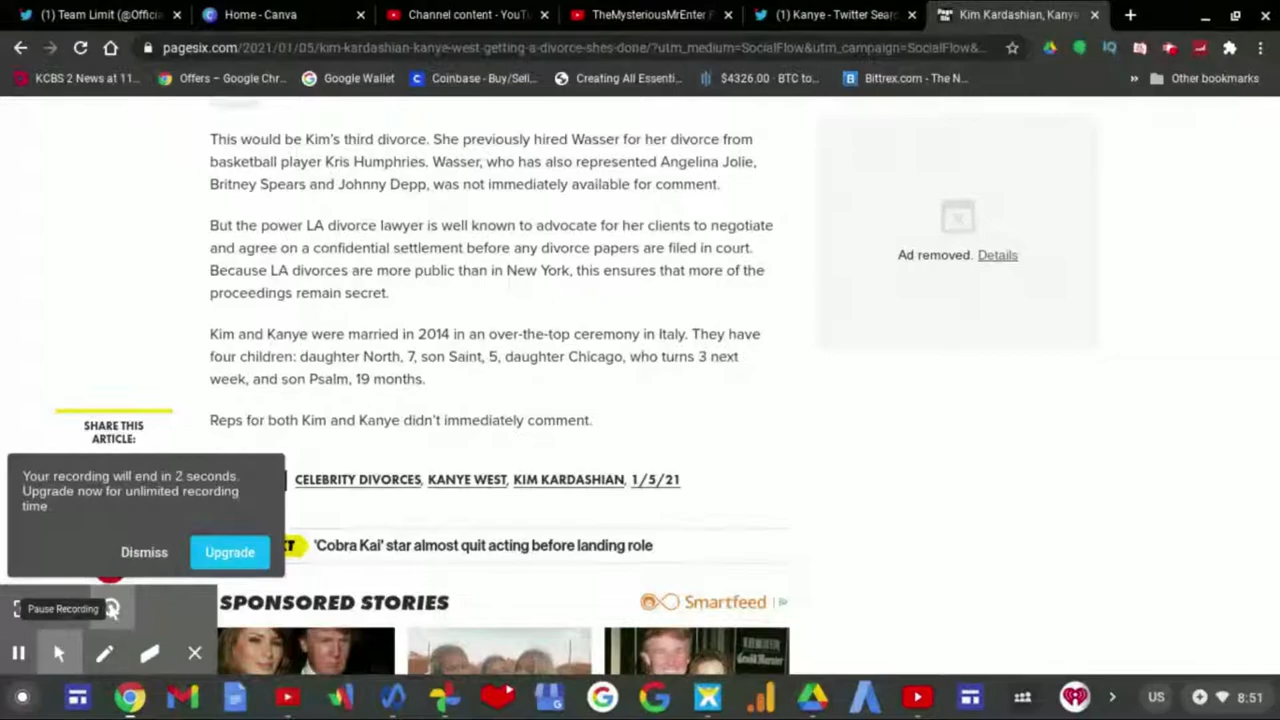 (1) Team Limit (@Officia
Home - Canva
Channel content - YouT
TheMysteriousMrEnter F
(1) Kanye - Twitter Sear
Kim Kardashian, Kanye
pagesix.com/2021/01/05/kim-kardashian-kanye-west-getting-a-divorce-shes-done/?utm_medium=SocialFlow&utm_campaign=SocialFlow&...
KCBS 2 News at 11...
Offers – Google Chr...
Google Wallet
Coinbase - Buy/Sell...
Creating All Essenti...
$4326.00 · BTC to...
Bittrex.com - The N...
»
Other bookmarks
This would be Kim's third divorce. She previously hired Wasser for her divorce from
basketball player Kris Humphries. Wasser, who has also represented Angelina Jolie,
Britney Spears and Johnny Depp, was not immediately available for comment.
But the power LA divorce lawyer is well known to advocate for her clients to negotiate
and agree on a confidential settlement before any divorce papers are filed in court.
Because LA divorces are more public than in New York, this ensures that more of the
proceedings remain secret.
Kim and Kanye were married in 2014 in an over-the-top ceremony in Italy. They have
four children: daughter North, 7, son Saint, 5, daughter Chicago, who turns 3 next
week, and son Psalm, 19 months.
Reps for both Kim and Kanye didn't immediately comment.
Ad removed. Details
SHARE THIS
ARTICLE:
CELEBRITY DIVORCES, KANYE WEST, KIM KARDASHIAN, 1/5/21
Your recording will end in 2 seconds.
Upgrade now for unlimited recording
time
Dismiss
Upgrade
XT
'Cobra Kai' star almost quit acting before landing role
SPONSORED STORIES
Smartfeed
Pause Recording
US
8:51